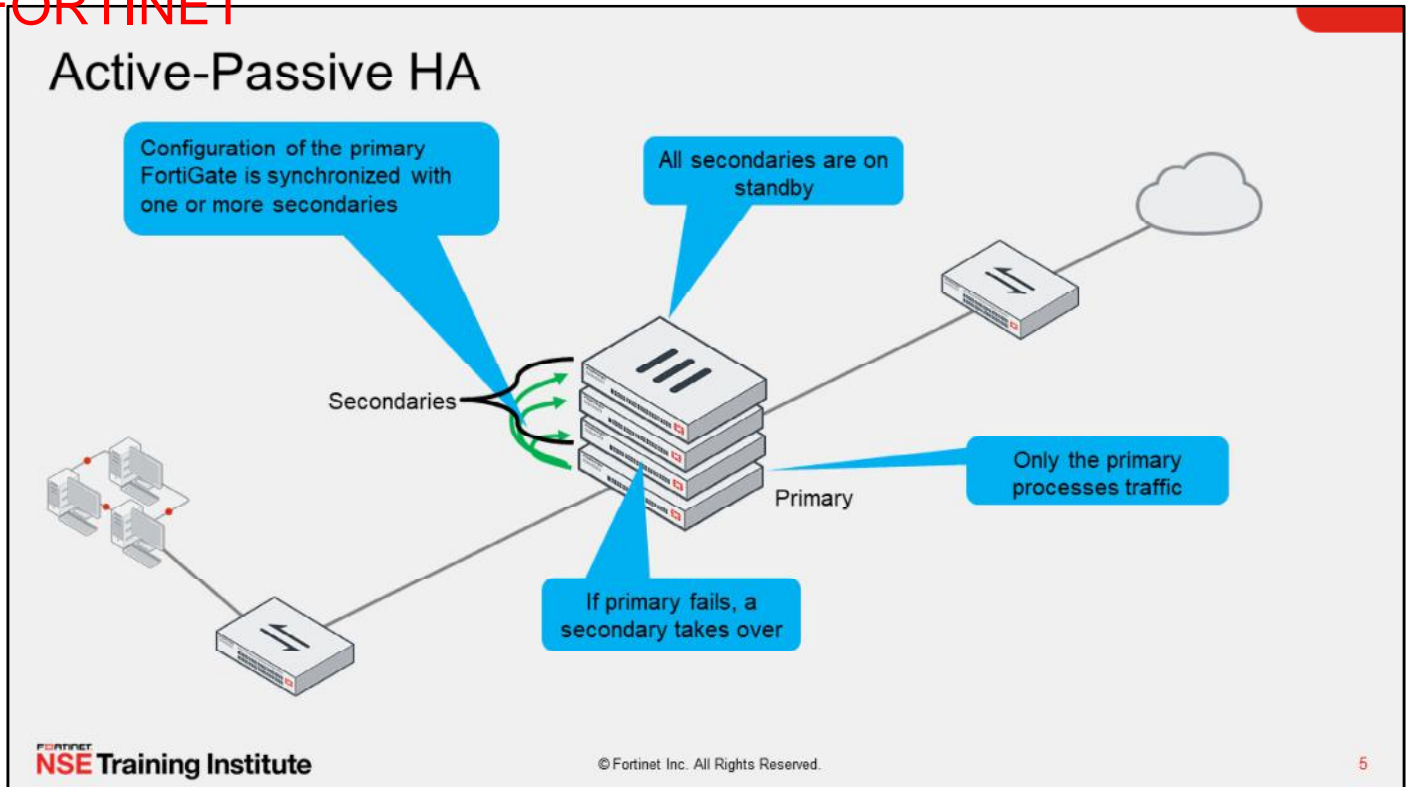 FORTINET
Active-Passive HA
Configuration of the primary
FortiGate is synchronized with
one or more secondaries
All secondaries are on
standby
Secondaries
Only the primary
processes traffic
Primary
If primary fails, a
secondary takes over
FORTINET
NSE Training Institute
© Fortinet Inc. All Rights Reserved.
5